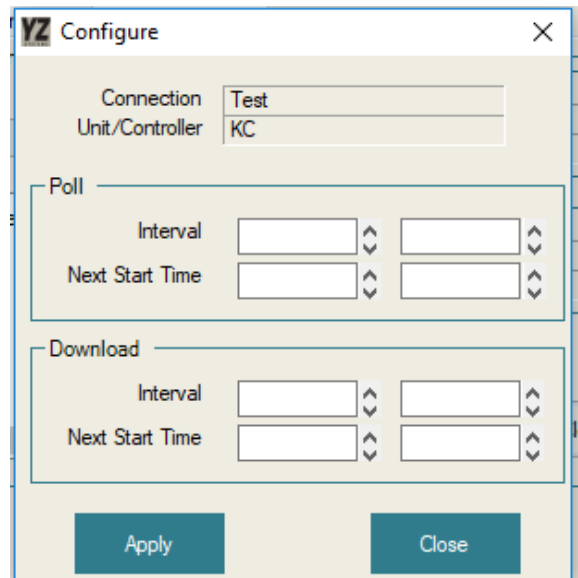 YZ Configure
Connection Test
Unit/Controller KC
Poll
Interval
Next Start Time
Download
Interval
Next Start Time
Apply Close